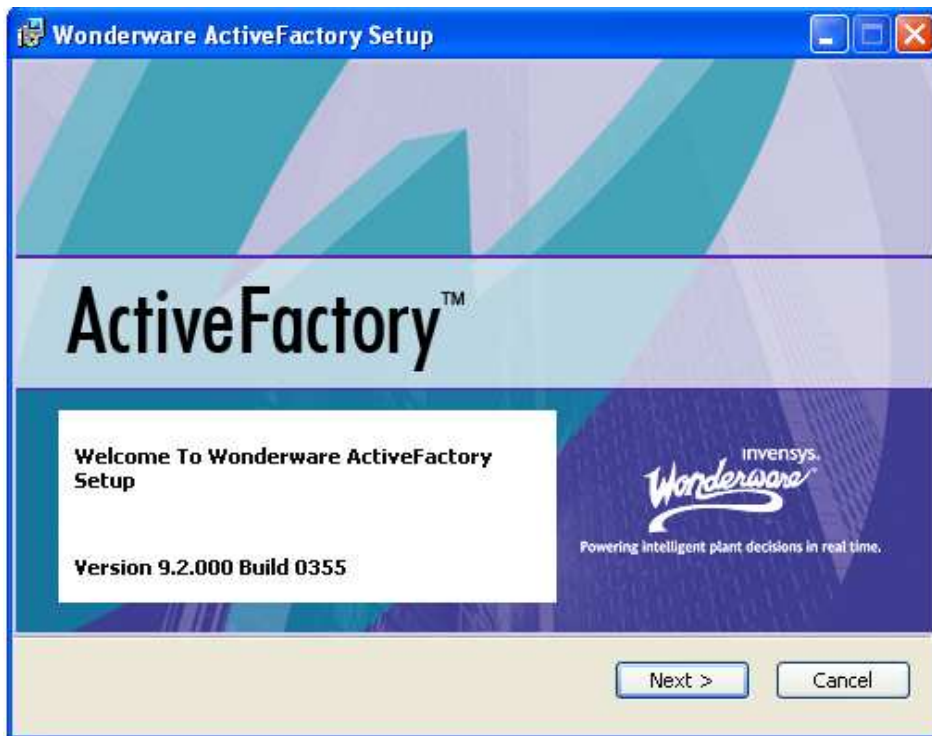 Wonderware ActiveFactory Setup
ActiveFactory™
Welcome To Wonderware ActiveFactory
Setup
Version 9.2.000 Build 0355
invensys.
Wonderware
Powering intelligent plant decisions in real time.
Next >
Cancel